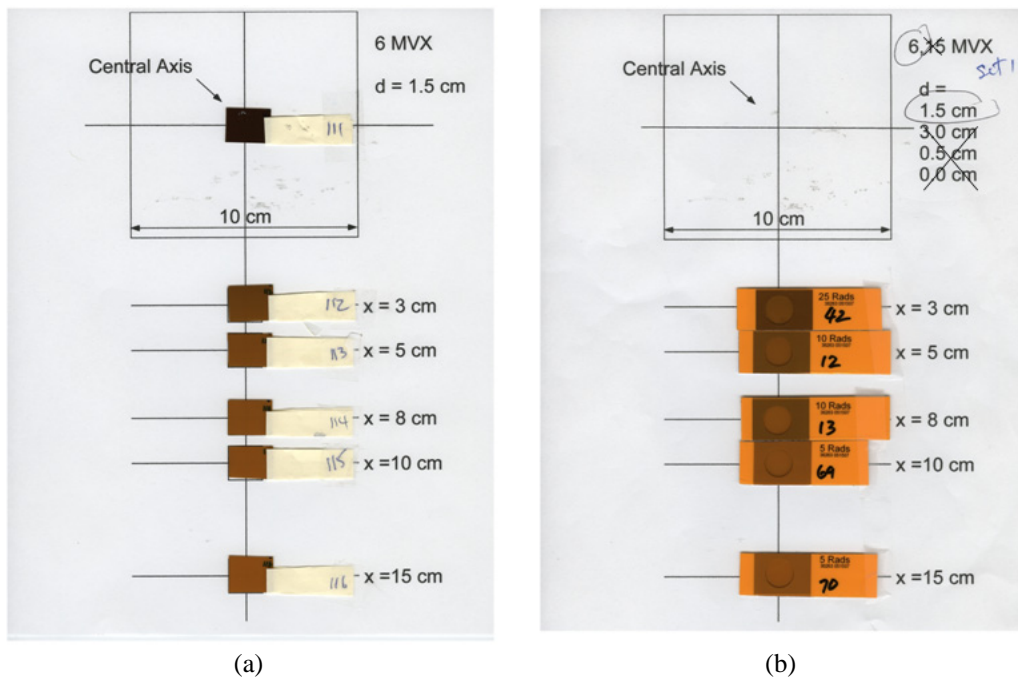 6 MVX
Central Axis
d = 1.5 cm
111
10 cm
112
x = 3 cm
113
x = 5 cm
114
x = 8 cm
115
x =10 cm
116
x =15 cm
(a)
6,15 MVX
set 1
Central Axis
d =
1.5 cm
3.0 cm
0.5 cm
0.0 cm
10 cm
25 Rads
42
x = 3 cm
10 Rads
12
x = 5 cm
10 Rads
13
x = 8 cm
5 Rads
69
x =10 cm
5 Rads
70
x =15 cm
(b)